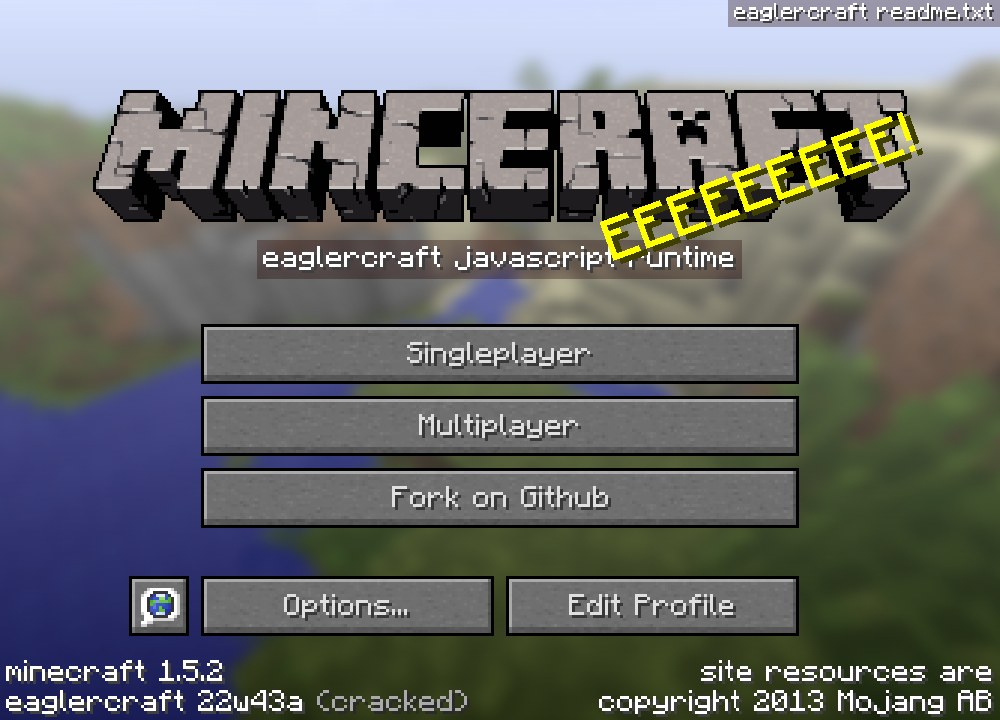 eaglercraft readme.txt
MINCERAFT
EEEEEEEEE!
eaglercraft javascript runtime
Singleplayer
Multiplayer
Fork on Github
Options...
Edit Profile
minecraft 1.5.2
eaglercraft 22w43a (cracked)
site resources are
copyright 2013 Mojang AB